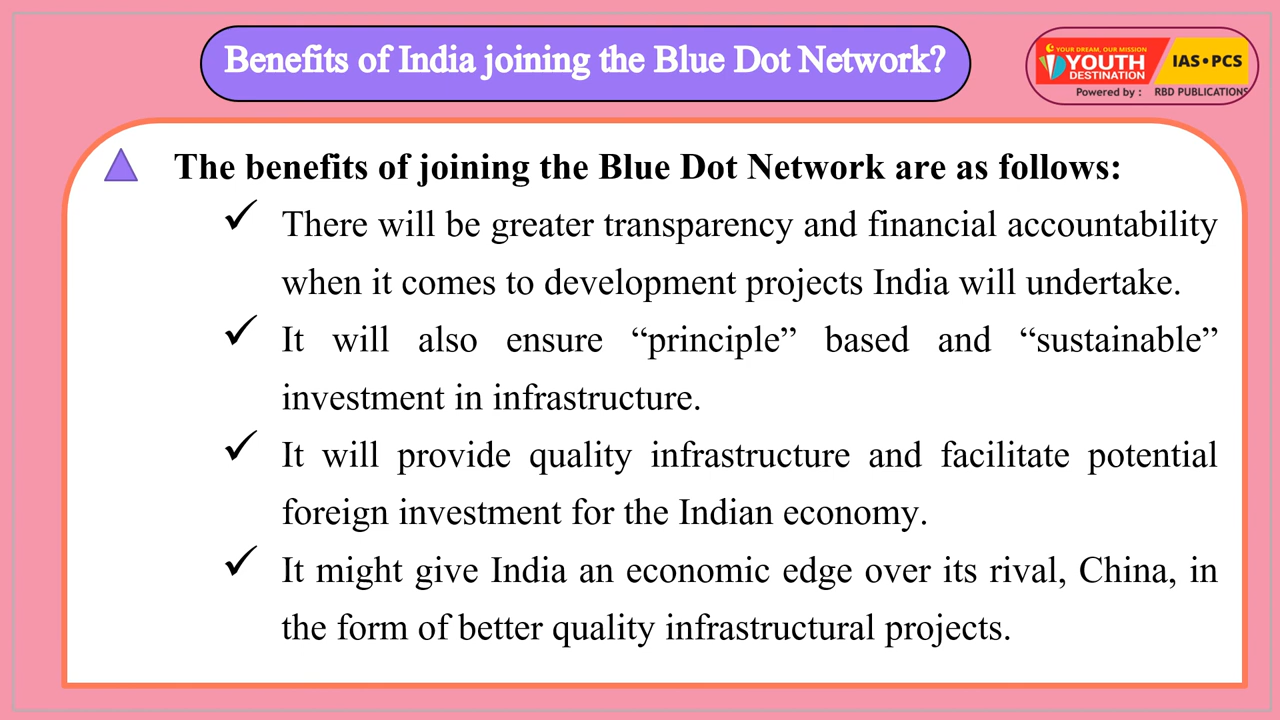 Benefits of India joining the Blue Dot Network?
YOUR DREAM, OUR MISSION
YOUTH
DESTINATION
IAS•PCS
Powered by : RBD PUBLICATIONS
The benefits of joining the Blue Dot Network are as follows:
There will be greater transparency and financial accountability
when it comes to development projects India will undertake.
It will also ensure “principle” based and “sustainable”
investment in infrastructure.
It will provide quality infrastructure and facilitate potential
foreign investment for the Indian economy.
It might give India an economic edge over its rival, China, in
the form of better quality infrastructural projects.